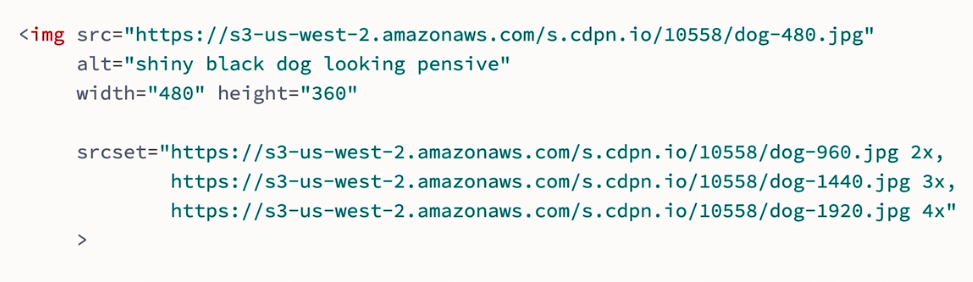 <img src="https://s3-us-west-2.amazonaws.com/s.cdpn.io/10558/dog-480.jpg"
alt="shiny black dog looking pensive"
width="480" height="360"
srcset="https://s3-us-west-2.amazonaws.com/s.cdpn.io/10558/dog-960.jpg 2x,
https://s3-us-west-2.amazonaws.com/s.cdpn.io/10558/dog-1440.jpg 3x,
https://s3-us-west-2.amazonaws.com/s.cdpn.io/10558/dog-1920.jpg 4x"
>